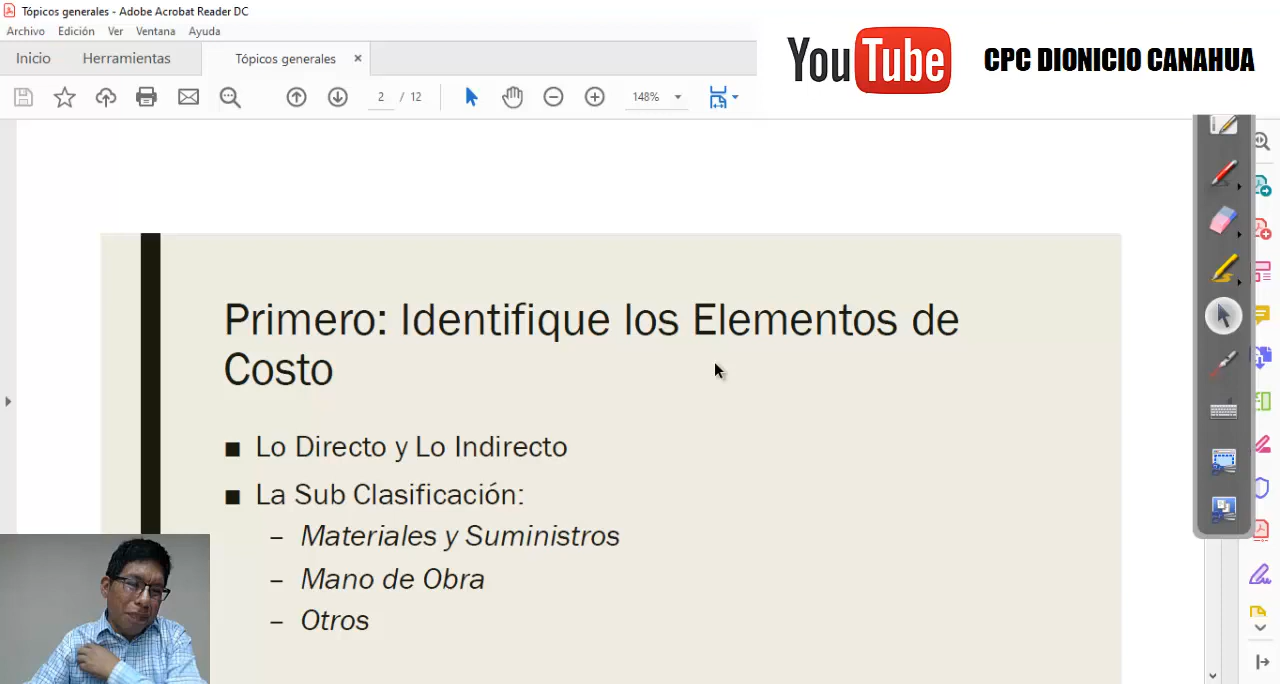 Tópicos generales - Adobe Acrobat Reader DC
Archivo Edición Ver Ventana Ayuda
Inicio Herramientas Tópicos generales ×
YouTube CPC DIONICIO CANAHUA
2 / 12 148%
Primero: Identifique los Elementos de
Costo
■ Lo Directo y Lo Indirecto
■ La Sub Clasificación:
– Materiales y Suministros
– Mano de Obra
– Otros